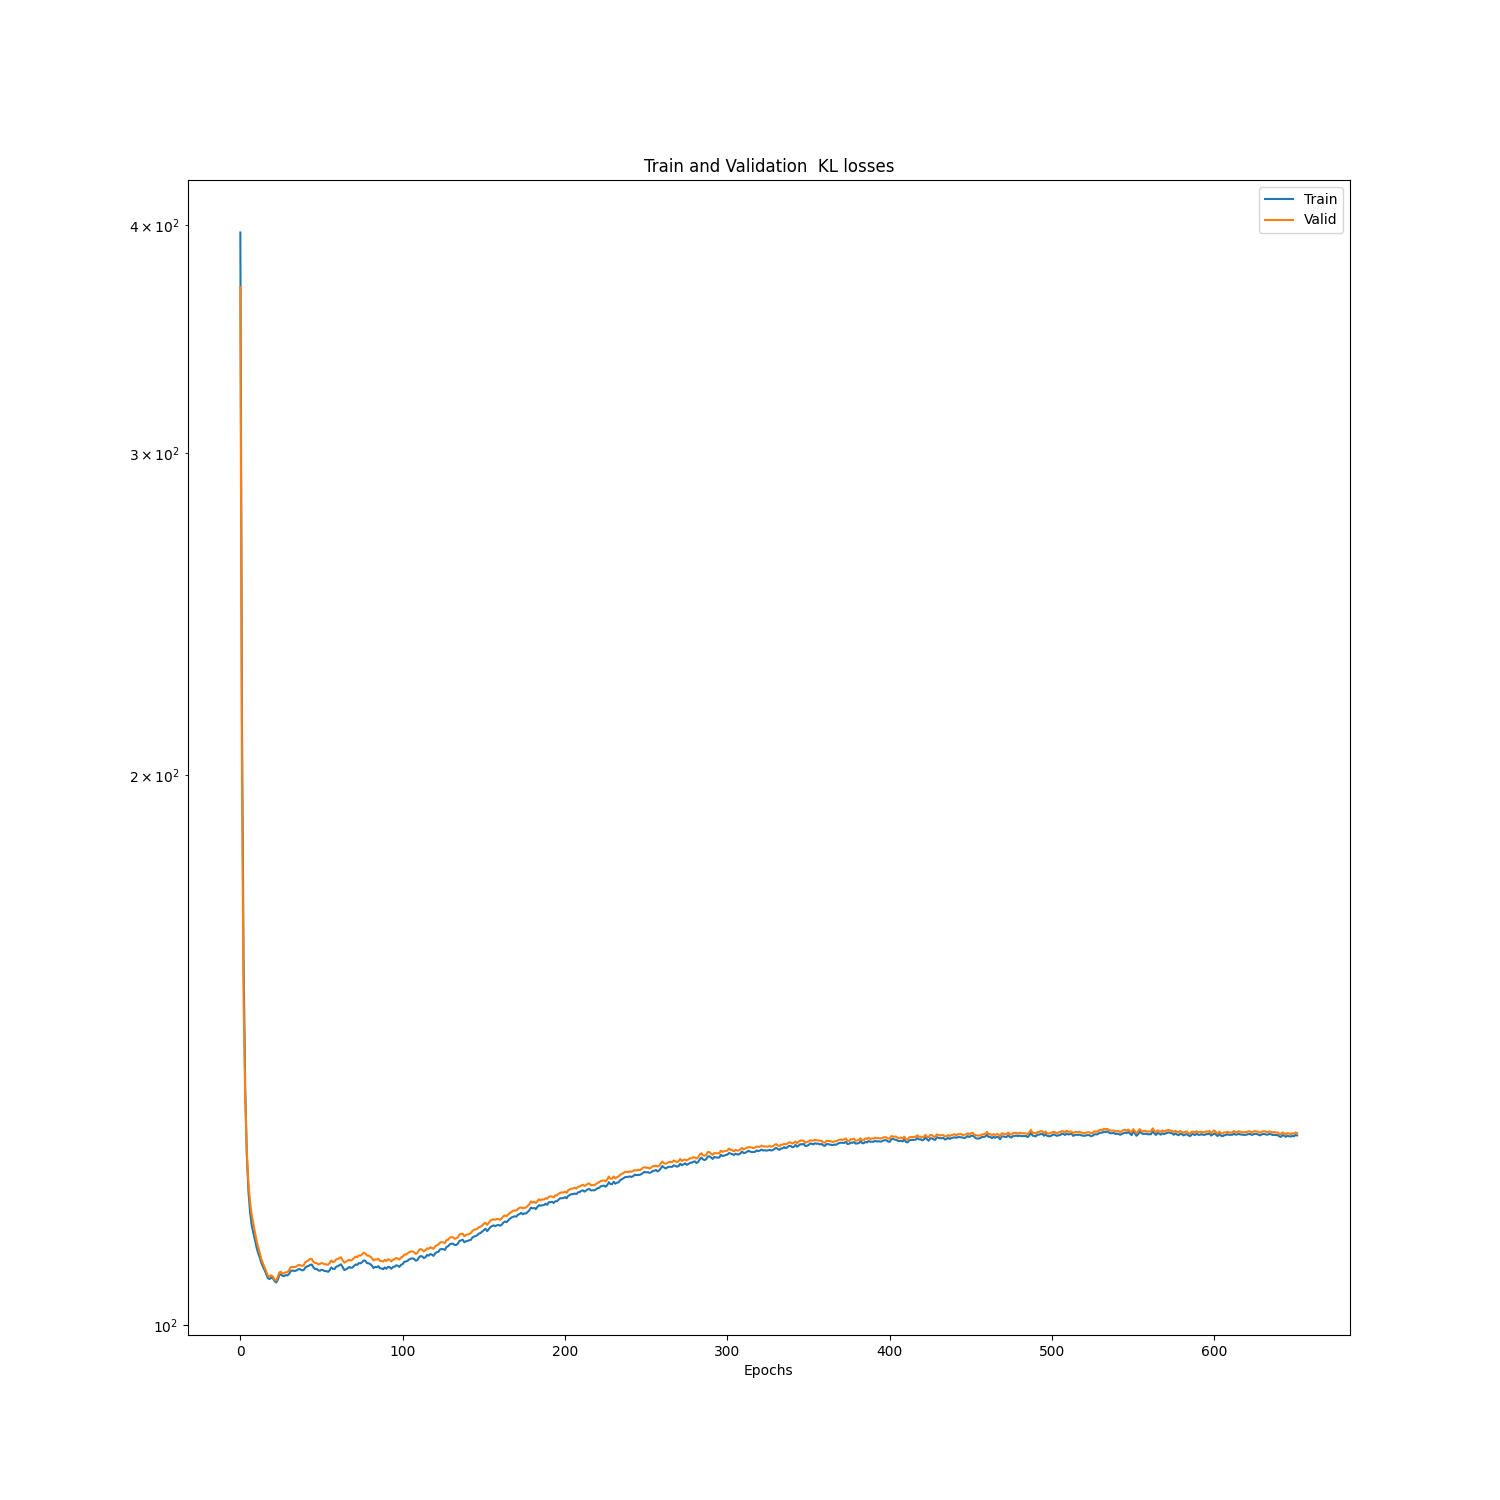 Train and Validation  KL losses
Train
Valid
4 × 10²
3 × 10²
2 × 10²
10²
0 100 200 300 400 500 600
Epochs